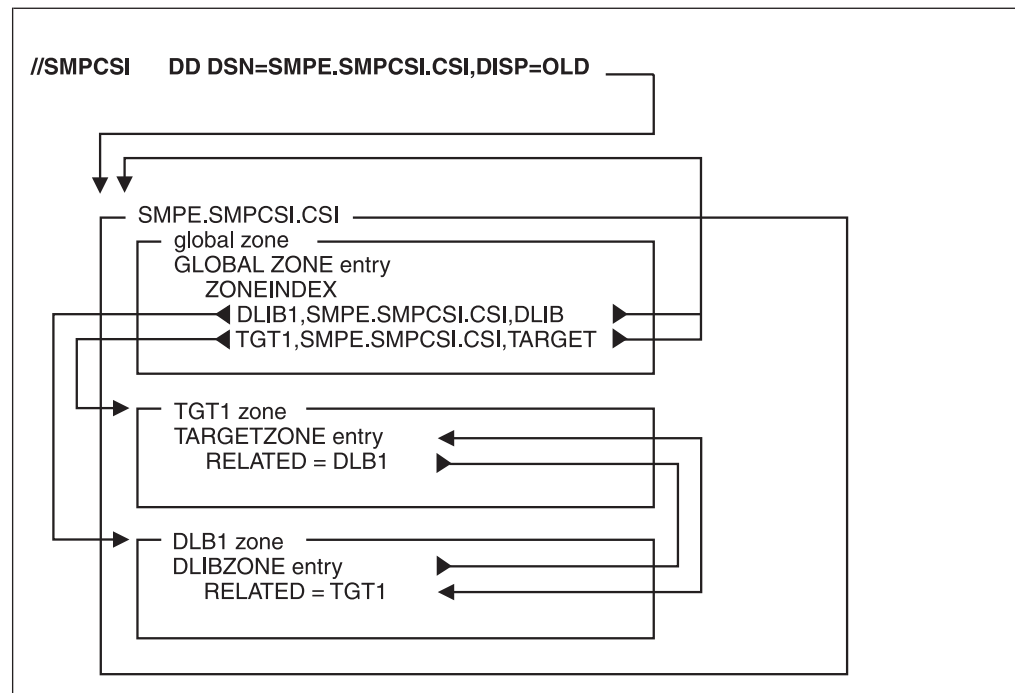 //SMPCSI DD DSN=SMPE.SMPCSI.CSI,DISP=OLD
SMPE.SMPCSI.CSI
global zone
GLOBAL ZONE entry
ZONEINDEX
DLIB1,SMPE.SMPCSI.CSI,DLIB
TGT1,SMPE.SMPCSI.CSI,TARGET
TGT1 zone
TARGETZONE entry
RELATED = DLB1
DLB1 zone
DLIBZONE entry
RELATED = TGT1